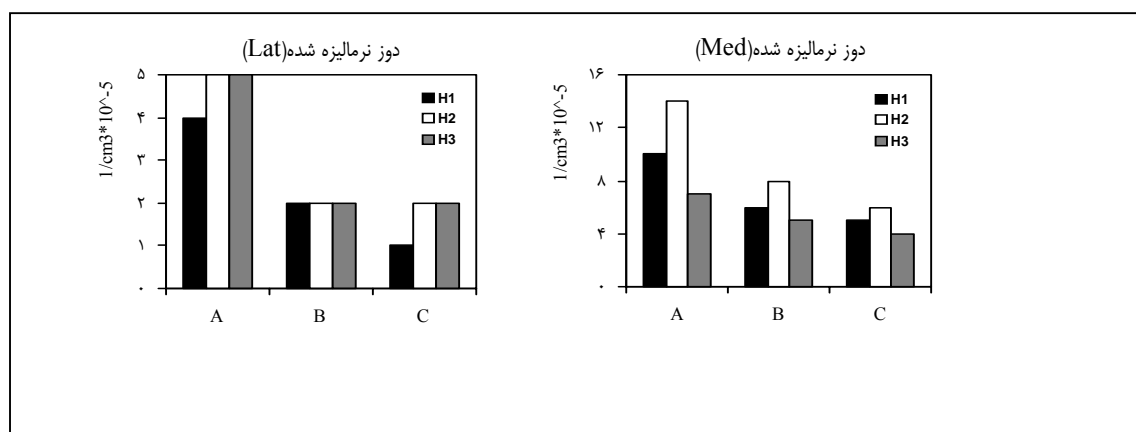 دوز نرمالیزه شده(Lat)
1/cm3*10^-5
۵
۴
۳
۲
۱
۰
H1
H2
H3
A B C
دوز نرمالیزه شده(Med)
1/cm3*10^-5
۱۶
۱۲
۸
۴
۰
H1
H2
H3
A B C